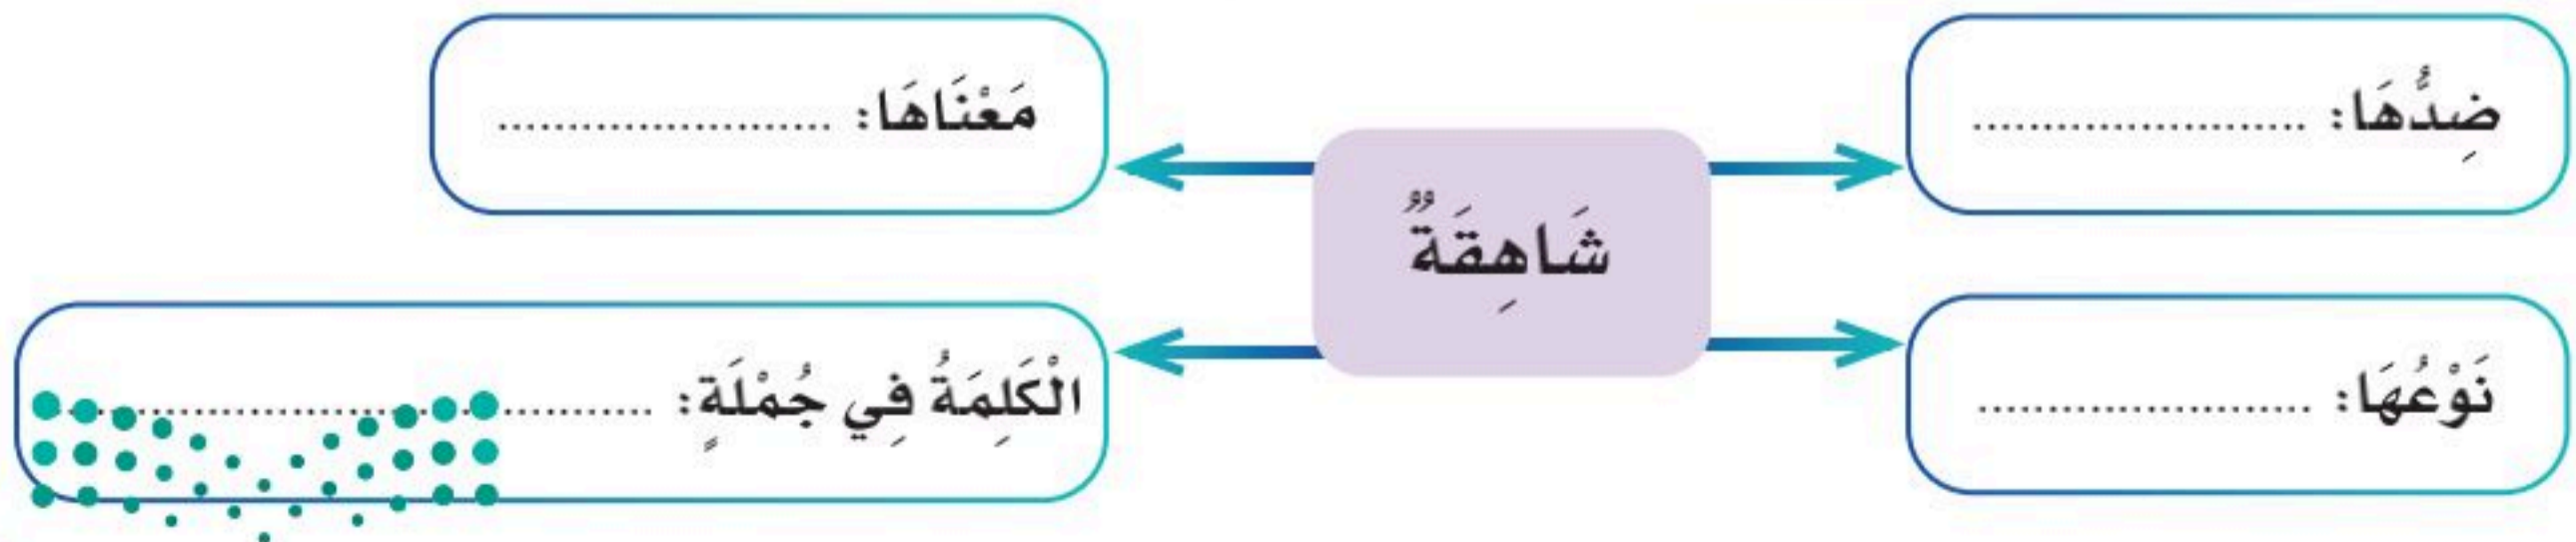 ضِدُّهَا: ........................
مَعْنَاهَا: ........................
شَاهِقَةٌ
نَوْعُهَا: ........................
الْكَلِمَةُ فِي جُمْلَةٍ: ........................